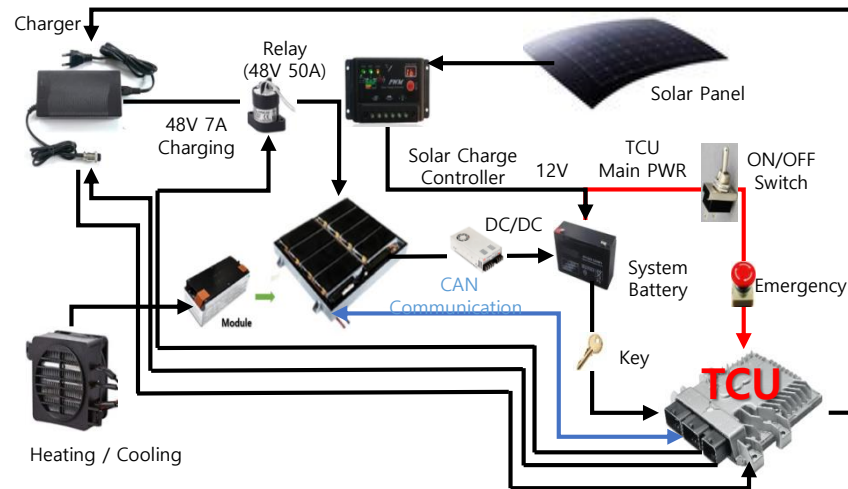 Charger
Relay
(48V 50A)
PWM
Solar Panel
48V 7A
Charging
Solar Charge
Controller
12V
TCU
Main PWR
ON/OFF
Switch
DC/DC
System
Battery
Emergency
CAN
Communication
Module
Key
TCU
Heating / Cooling